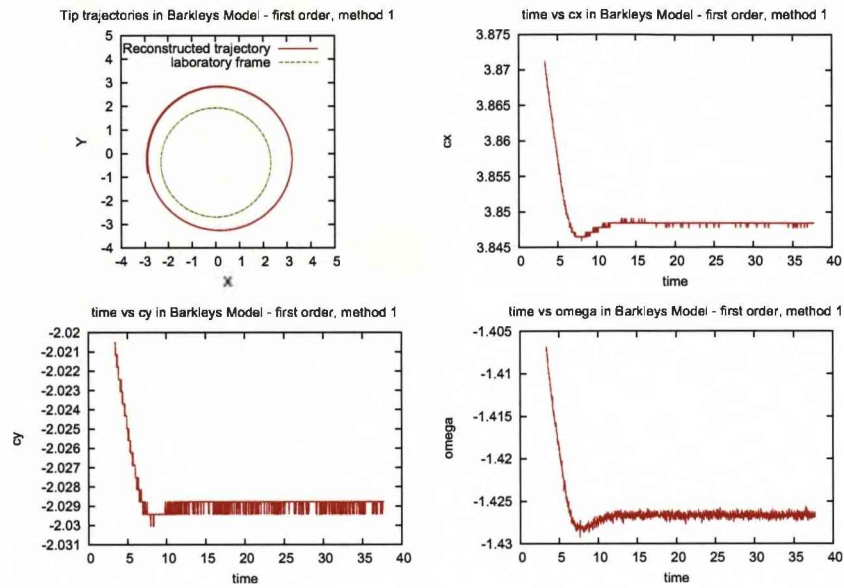 Tip trajectories in Barkleys Model - first order, method 1
5
4
3
2
1
0
-1
-2
-3
-4
Y
Reconstructed trajectory
laboratory frame
-4 -3 -2 -1 0 1 2 3 4 5
X
time vs cx in Barkleys Model - first order, method 1
3.875
3.87
3.865
3.86
3.855
3.85
3.845
cx
0 5 10 15 20 25 30 35 40
time
time vs cy in Barkleys Model - first order, method 1
-2.02
-2.021
-2.022
-2.023
-2.024
-2.025
-2.026
-2.027
-2.028
-2.029
-2.03
-2.031
cy
0 5 10 15 20 25 30 35 40
time
time vs omega in Barkleys Model - first order, method 1
-1.405
-1.41
-1.415
-1.42
-1.425
-1.43
omega
0 5 10 15 20 25 30 35 40
time